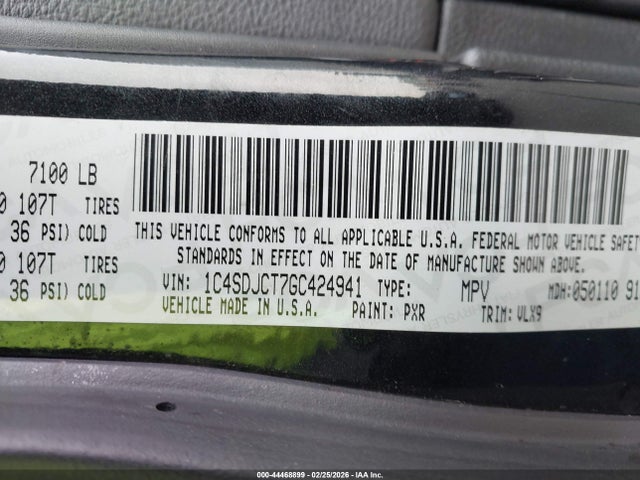 7100 LB
0 107T TIRES
36 PSI) COLD
0 107T TIRES
36 PSI) COLD
THIS VEHICLE CONFORMS TO ALL APPLICABLE U.S.A. FEDERAL MOTOR VEHICLE SAFET
STANDARDS IN EFFECT ON THE DATE OF MANUFACTURE SHOWN ABOVE.
VIN: 1C4SDJCT7GC424941 TYPE: MPV MDH:050110 91
VEHICLE MADE IN U.S.A. PAINT: PXR TRIM: VLX9
000-44468899 | 02/25/2026 - © IAA Inc.